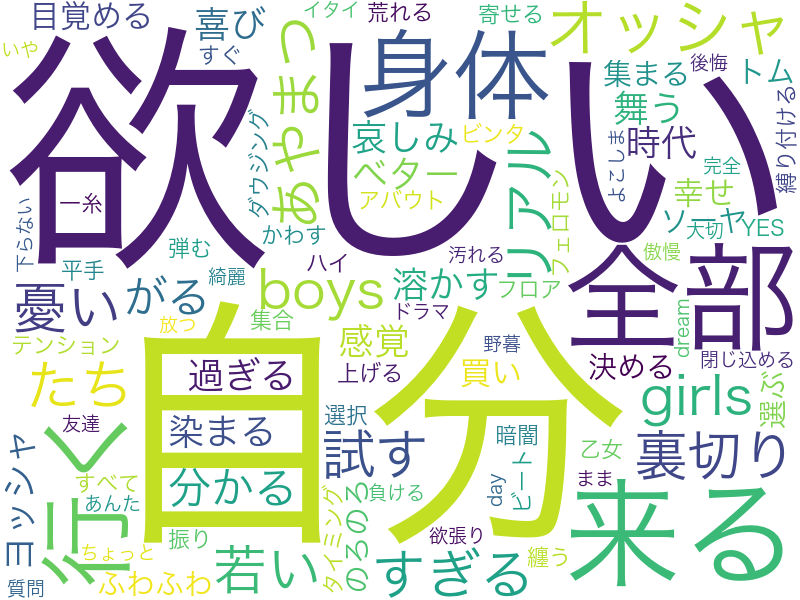 目覚める
喜び
イタイ
荒れる
寄せる
オッシャ
いや
すぐ
欲しい
あやまつ
身体
集まる
後悔
トム
舞う
縛り付ける
哀しみ
ビンタ
リアル
時代
よこしま
完全
ベター
ダウジング
フェロモン
幸せ
アバウト
一糸
下らない
かわす
ソーヤ
大切
YES
弾む
汚れる
傲慢
平手
綺麗
ハイ
全部
憂い
がる
boys
溶かす
フロア
集合
ドラマ
dream
放つ
自分
テンション
感覚
野暮
決める
閉じ込める
たち
過ぎる
上げる
買い
girls
選ぶ
友達
染まる
選択
暗闇
行く
ヨッシャ
試す
裏切り
乙女
すべて
分かる
タイミング
のろのろ
負ける
day
ビート
まま
来る
あんた
振り
欲張り
ちょっと
若い
すぎる
纏う
質問
ふわふわ